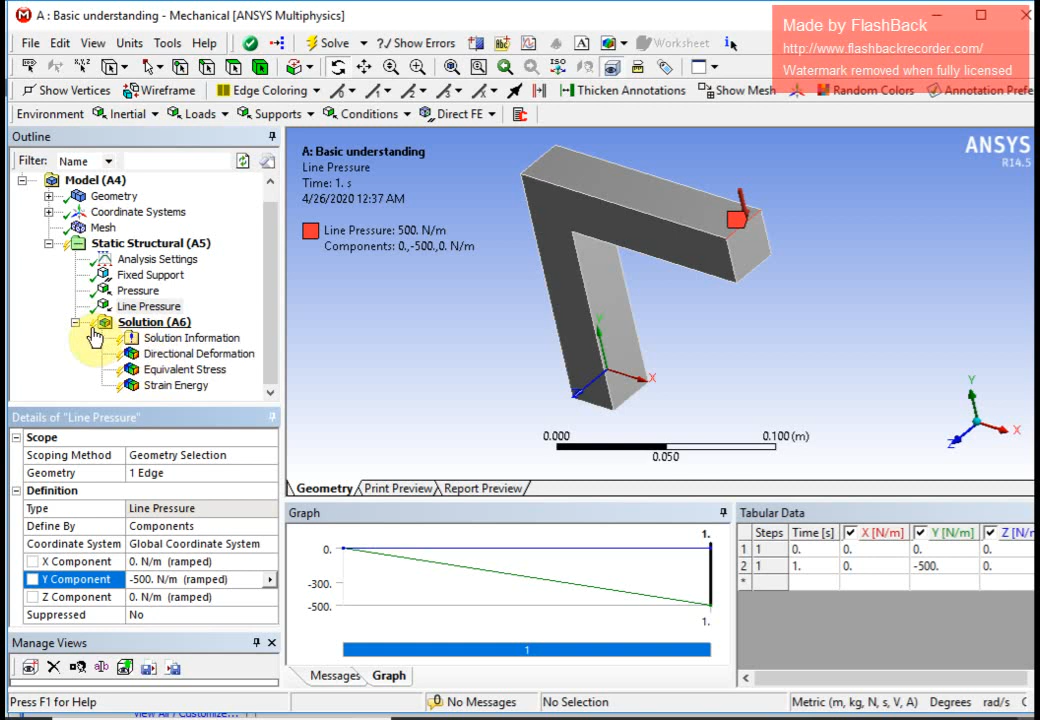 A : Basic understanding - Mechanical [ANSYS Multiphysics]
Made by FlashBack
http://www.flashbackrecorder.com/
Watermark removed when fully licensed
File Edit View Units Tools Help Solve ?/ Show Errors Worksheet
Show Vertices Wireframe Edge Coloring Thicken Annotations Show Mesh Random Colors Annotation Prefe
Environment Inertial Loads Supports Conditions Direct FE
Outline
Filter: Name
Model (A4)
Geometry
Coordinate Systems
Mesh
Static Structural (A5)
Analysis Settings
Fixed Support
Pressure
Line Pressure
Solution (A6)
Solution Information
Directional Deformation
Equivalent Stress
Strain Energy
A: Basic understanding
Line Pressure
Time: 1. s
4/26/2020 12:37 AM
Line Pressure: 500. N/m
Components: 0.,-500.,0. N/m
ANSYS
R14.5
Y
X
Z
Y
X
Z
0.000 0.100 (m)
0.050
Geometry Print Preview Report Preview
Details of "Line Pressure"
Scope
Scoping Method Geometry Selection
Geometry 1 Edge
Definition
Type Line Pressure
Define By Components
Coordinate System Global Coordinate System
X Component 0. N/m (ramped)
Y Component -500. N/m (ramped)
Z Component 0. N/m (ramped)
Suppressed No
Manage Views
Graph
1.
0.
-300.
-500.
1.
1
Messages Graph
Tabular Data
Steps Time [s] X [N/m] Y [N/m] Z [N/m
1 1 0. 0. 0. 0.
2 1 1. 0. -500. 0.
*
Press F1 for Help No Messages No Selection Metric (m, kg, N, s, V, A) Degrees rad/s
View All / Customize...